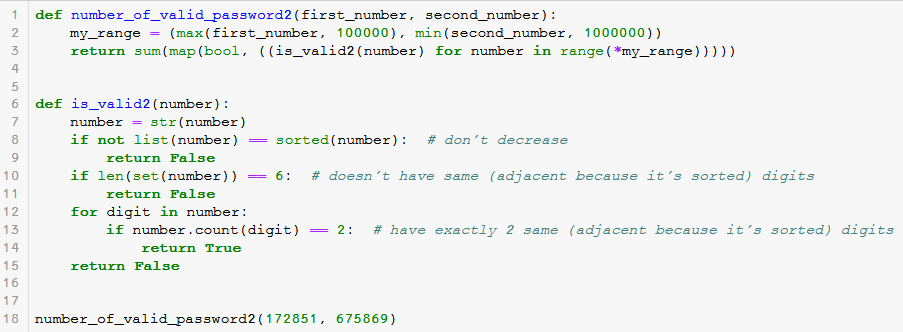 1 def number_of_valid_password2(first_number, second_number):
2     my_range = (max(first_number, 100000), min(second_number, 1000000))
3     return sum(map(bool, ((is_valid2(number) for number in range(*my_range)))))
4
5
6 def is_valid2(number):
7     number = str(number)
8     if not list(number) == sorted(number):  # don't decrease
9         return False
10     if len(set(number)) == 6:  # doesn't have same (adjacent because it's sorted) digits
11         return False
12     for digit in number:
13         if number.count(digit) == 2:  # have exactly 2 same (adjacent because it's sorted) digits
14             return True
15     return False
16
17
18 number_of_valid_password2(172851, 675869)